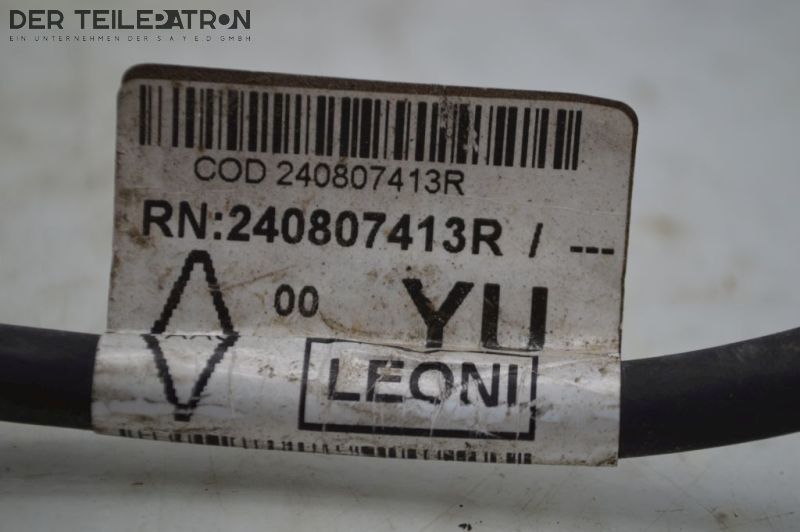 DER TEILEPATRON
EIN UNTERNEHMEN DER S A Y E D GMBH
COD 240807413R
RN:240807413R / ---
00 YU
LEONI